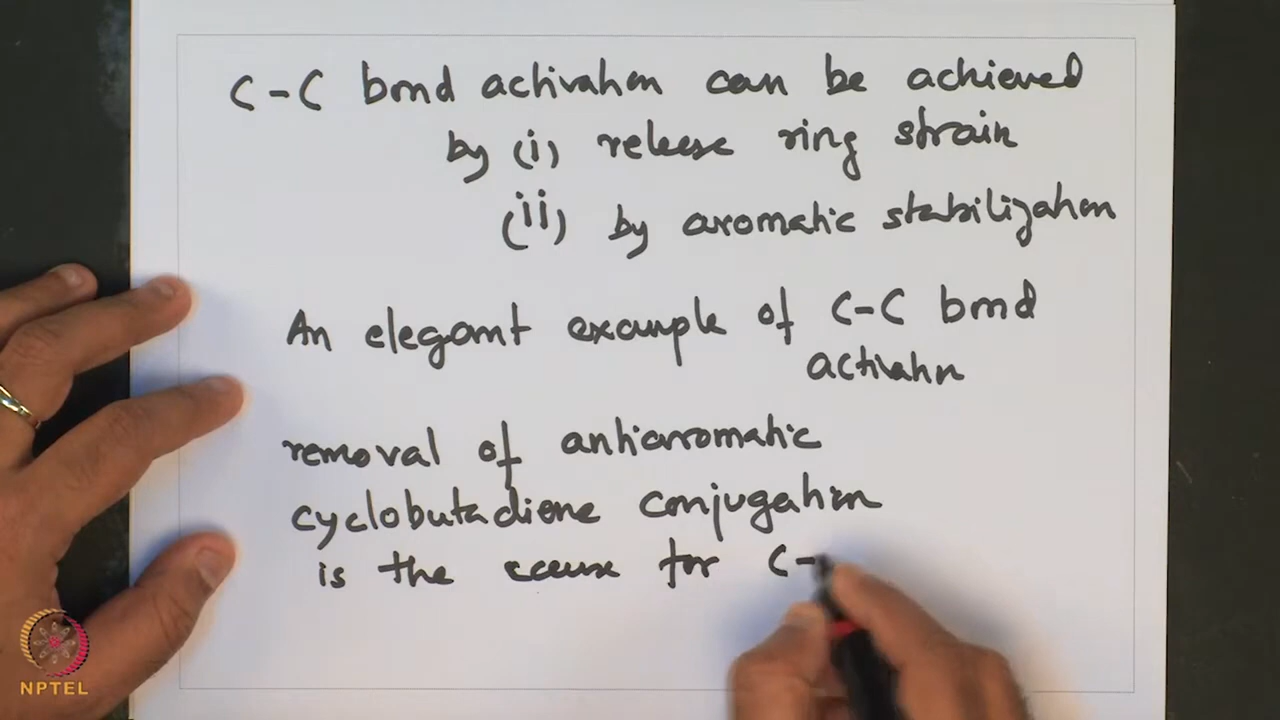 C-C bond activation can be achieved
by (i) release ring strain
(ii) by aromatic stabilization
An elegant example of C-C bond
activation
removal of antiaromatic
cyclobutadiene conjugation
is the cause for C-
NPTEL